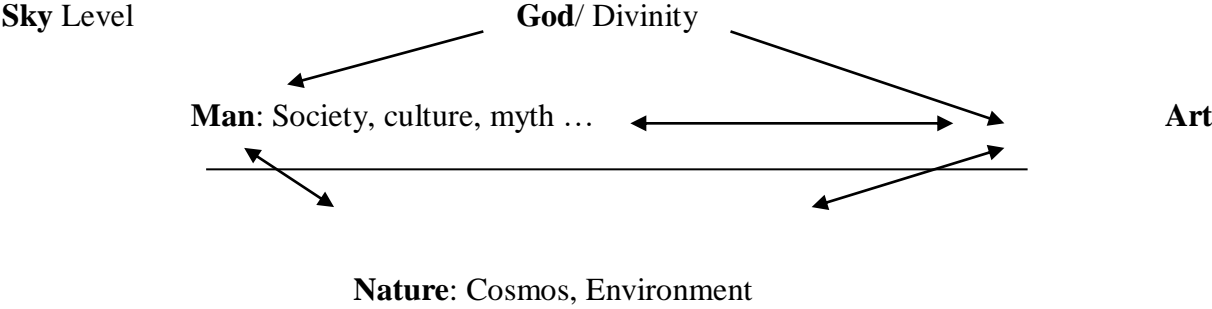 Sky Level God/ Divinity
Man: Society, culture, myth … Art
Nature: Cosmos, Environment